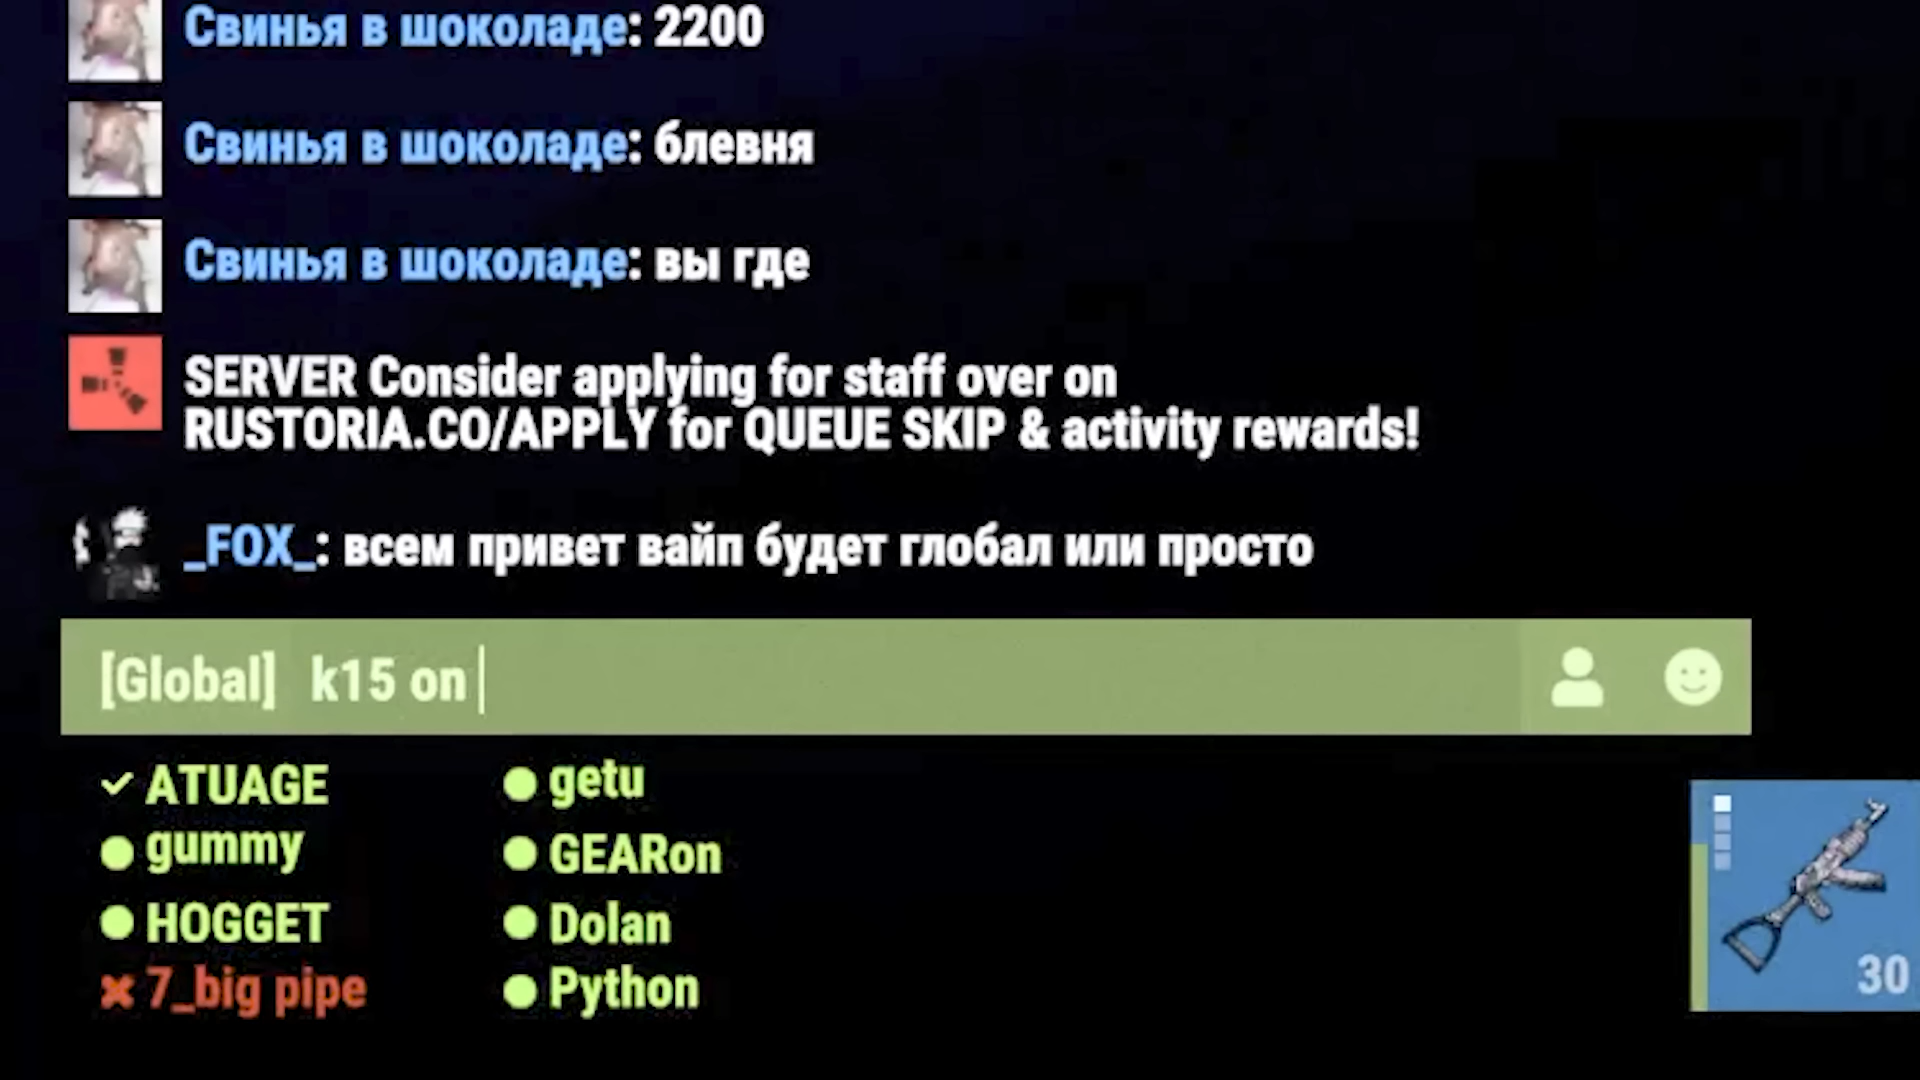 Свинья в шоколаде: 2200
Свинья в шоколаде: блевня
Свинья в шоколаде: вы где
SERVER Consider applying for staff over on
RUSTORIA.CO/APPLY for QUEUE SKIP & activity rewards!
_FOX_: всем привет вайп будет глобал или просто
[Global] k15 on
ATUAGE
gummy
HOGGET
7_big pipe
getu
GEARon
Dolan
Python
30